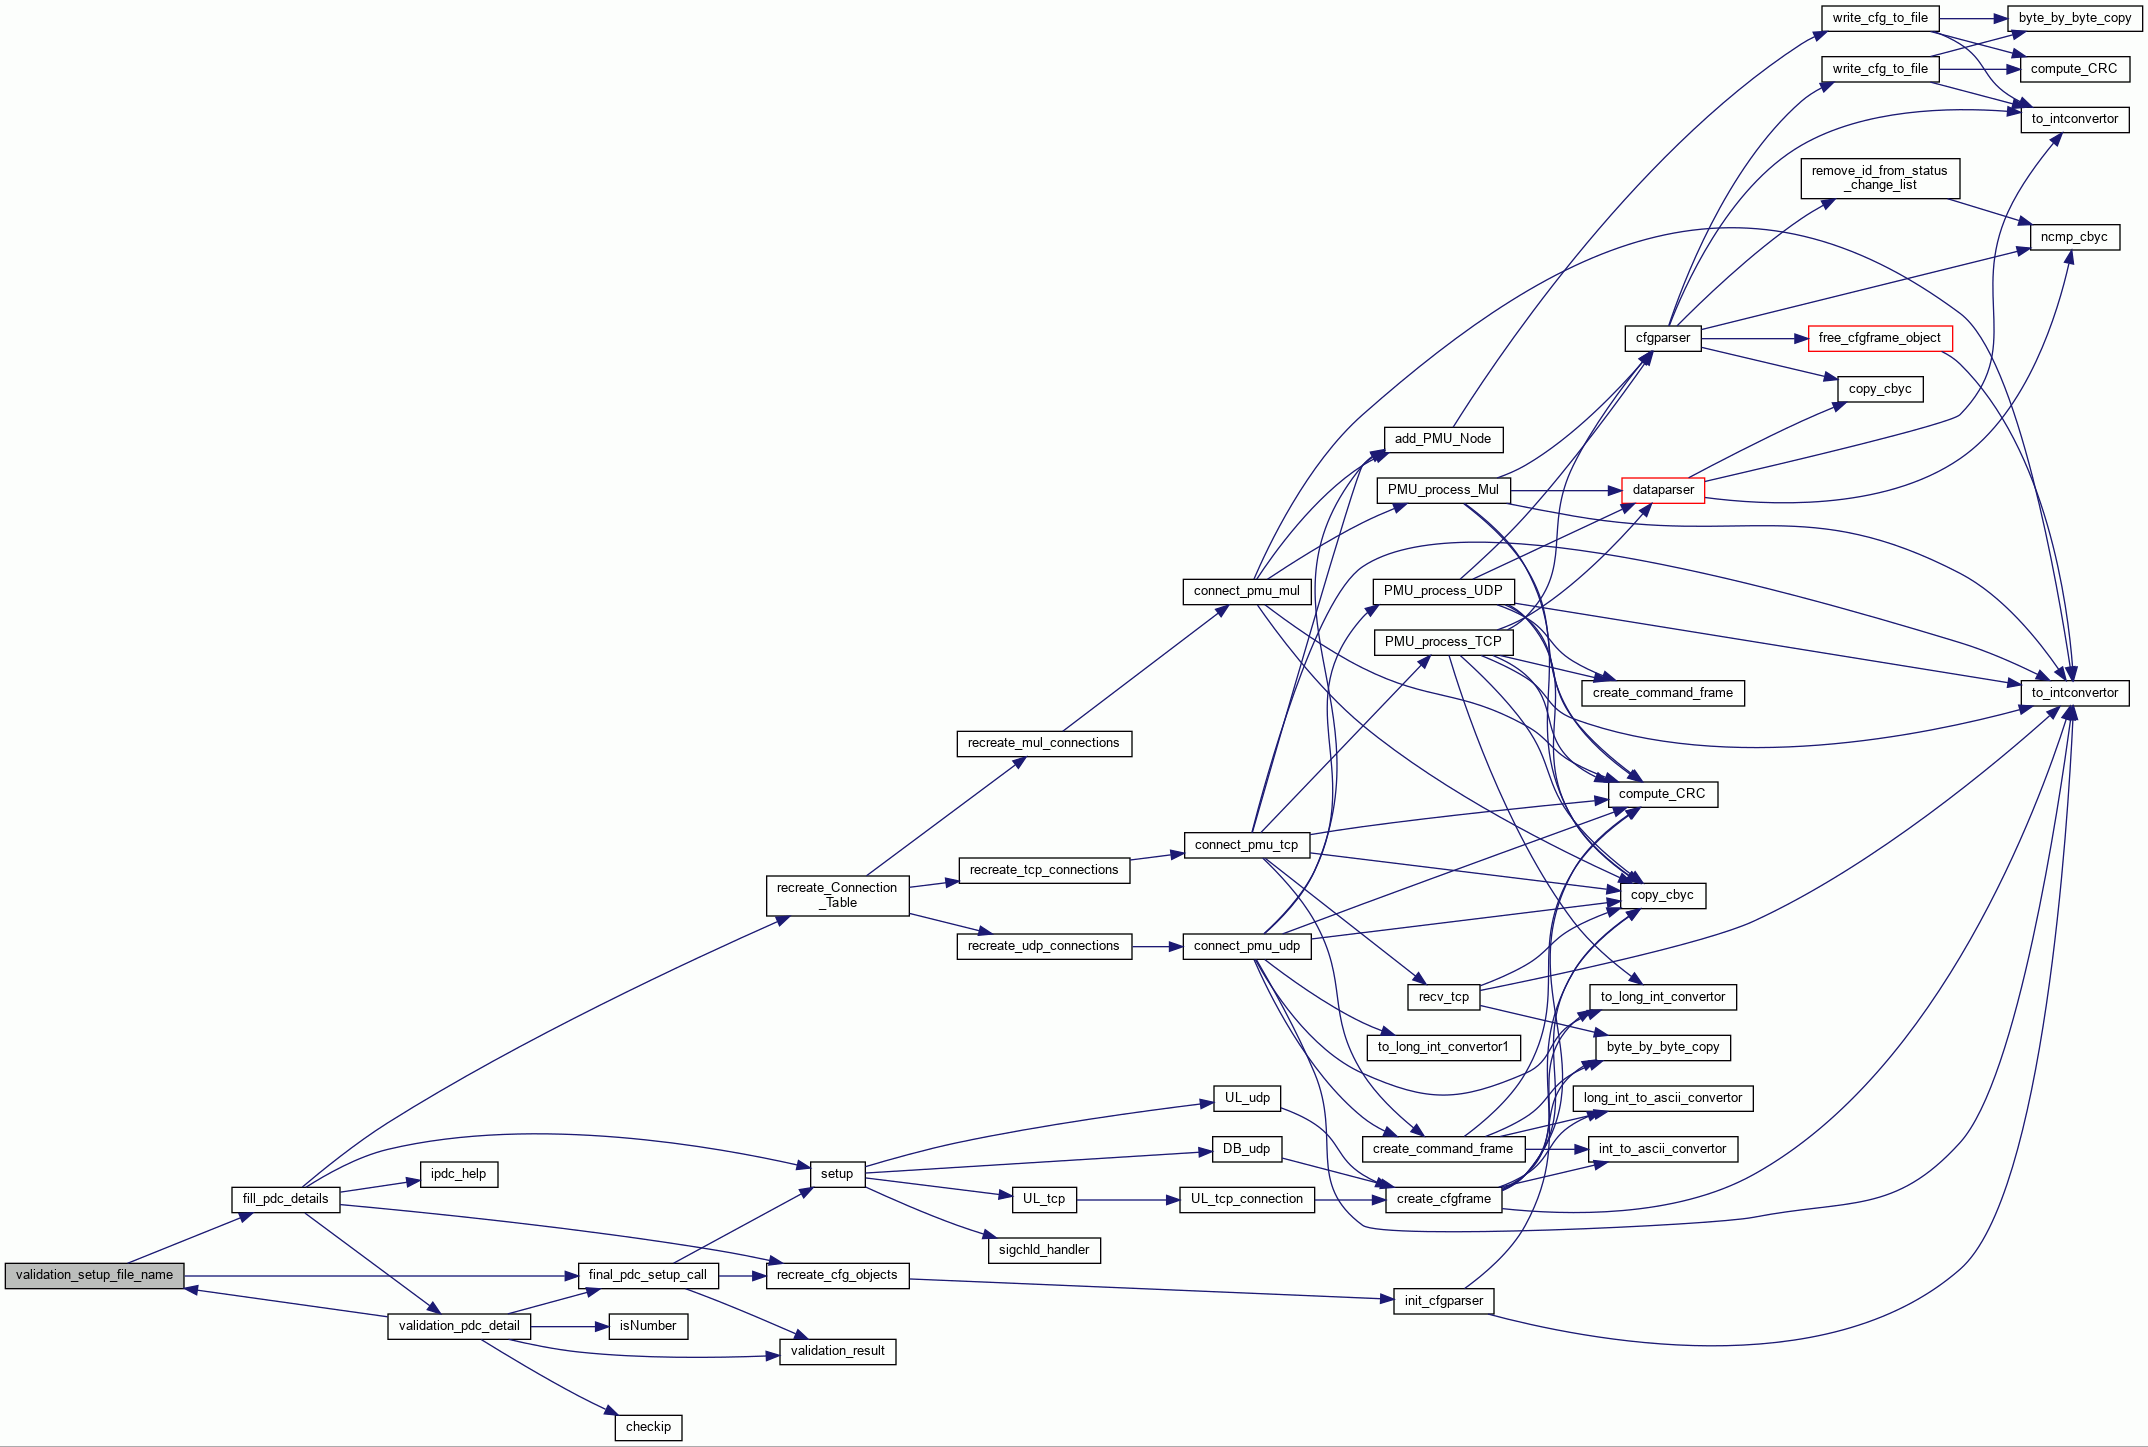 write_cfg_to_file
byte_by_byte_copy
write_cfg_to_file
compute_CRC
to_intconvertor
remove_id_from_status
_change_list
ncmp_cbyc
cfgparser
free_cfgframe_object
copy_cbyc
add_PMU_Node
PMU_process_Mul
dataparser
connect_pmu_mul
PMU_process_UDP
PMU_process_TCP
create_command_frame
to_intconvertor
recreate_mul_connections
compute_CRC
connect_pmu_tcp
recreate_tcp_connections
recreate_Connection
_Table
copy_cbyc
recreate_udp_connections
connect_pmu_udp
recv_tcp
to_long_int_convertor
to_long_int_convertor1
byte_by_byte_copy
UL_udp
long_int_to_ascii_convertor
DB_udp
create_command_frame
int_to_ascii_convertor
ipdc_help
setup
fill_pdc_details
UL_tcp
UL_tcp_connection
create_cfgframe
sigchld_handler
validation_setup_file_name
final_pdc_setup_call
recreate_cfg_objects
init_cfgparser
validation_pdc_detail
isNumber
validation_result
checkip